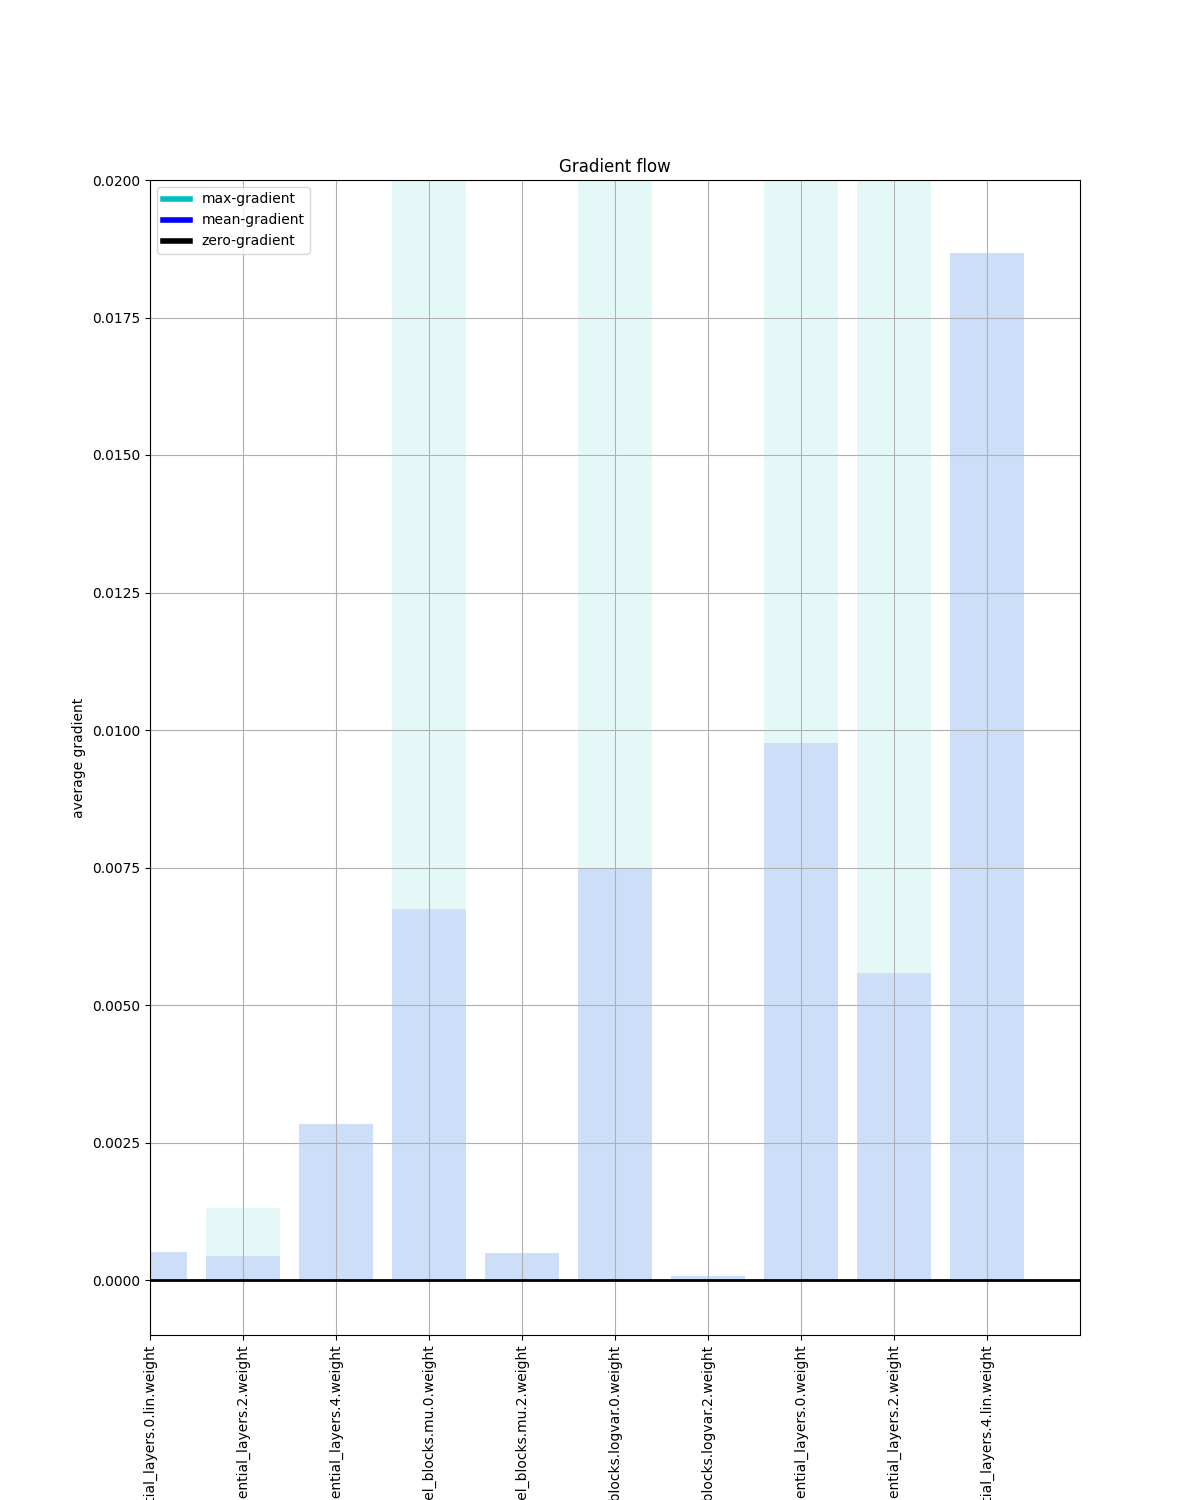 Gradient flow
max-gradient
mean-gradient
zero-gradient
0.0200
0.0175
0.0150
0.0125
0.0100
0.0075
0.0050
0.0025
0.0000
average gradient
tial_layers.0.lin.weight
ential_layers.2.weight
ential_layers.4.weight
el_blocks.mu.0.weight
el_blocks.mu.2.weight
blocks.logvar.0.weight
blocks.logvar.2.weight
ential_layers.0.weight
ential_layers.2.weight
tial_layers.4.lin.weight